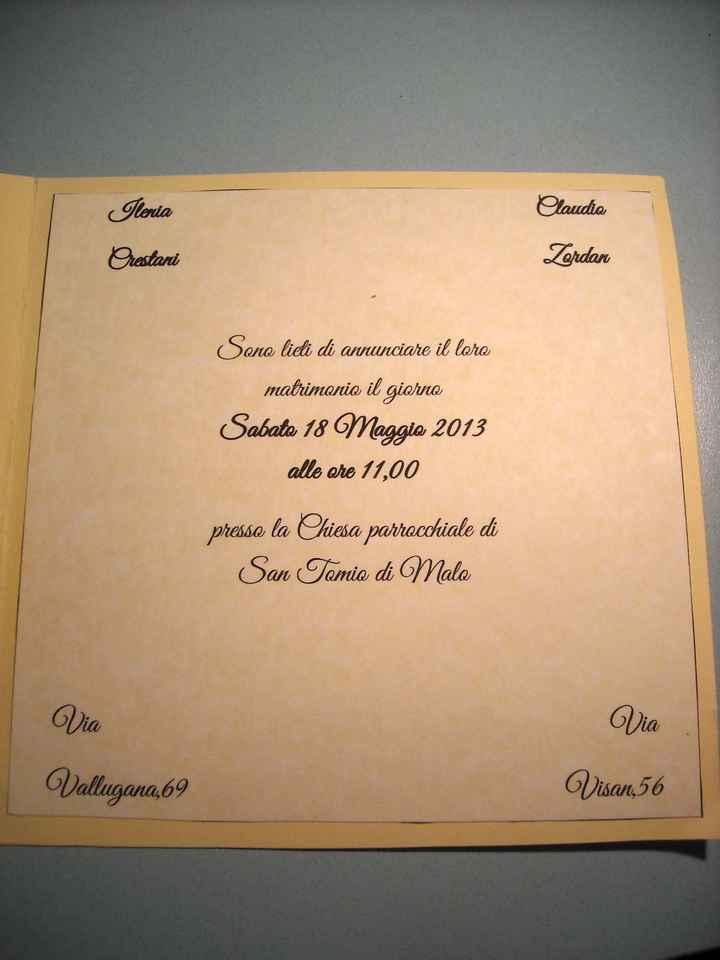 Ilenia Claudio
Crestani Zordan
Sono lieti di annunciare il loro
matrimonio il giorno
Sabato 18 Maggio 2013
alle ore 11,00
presso la Chiesa parrocchiale di
San Tomio di Malo
Via Via
Vallugana,69 Visan,56